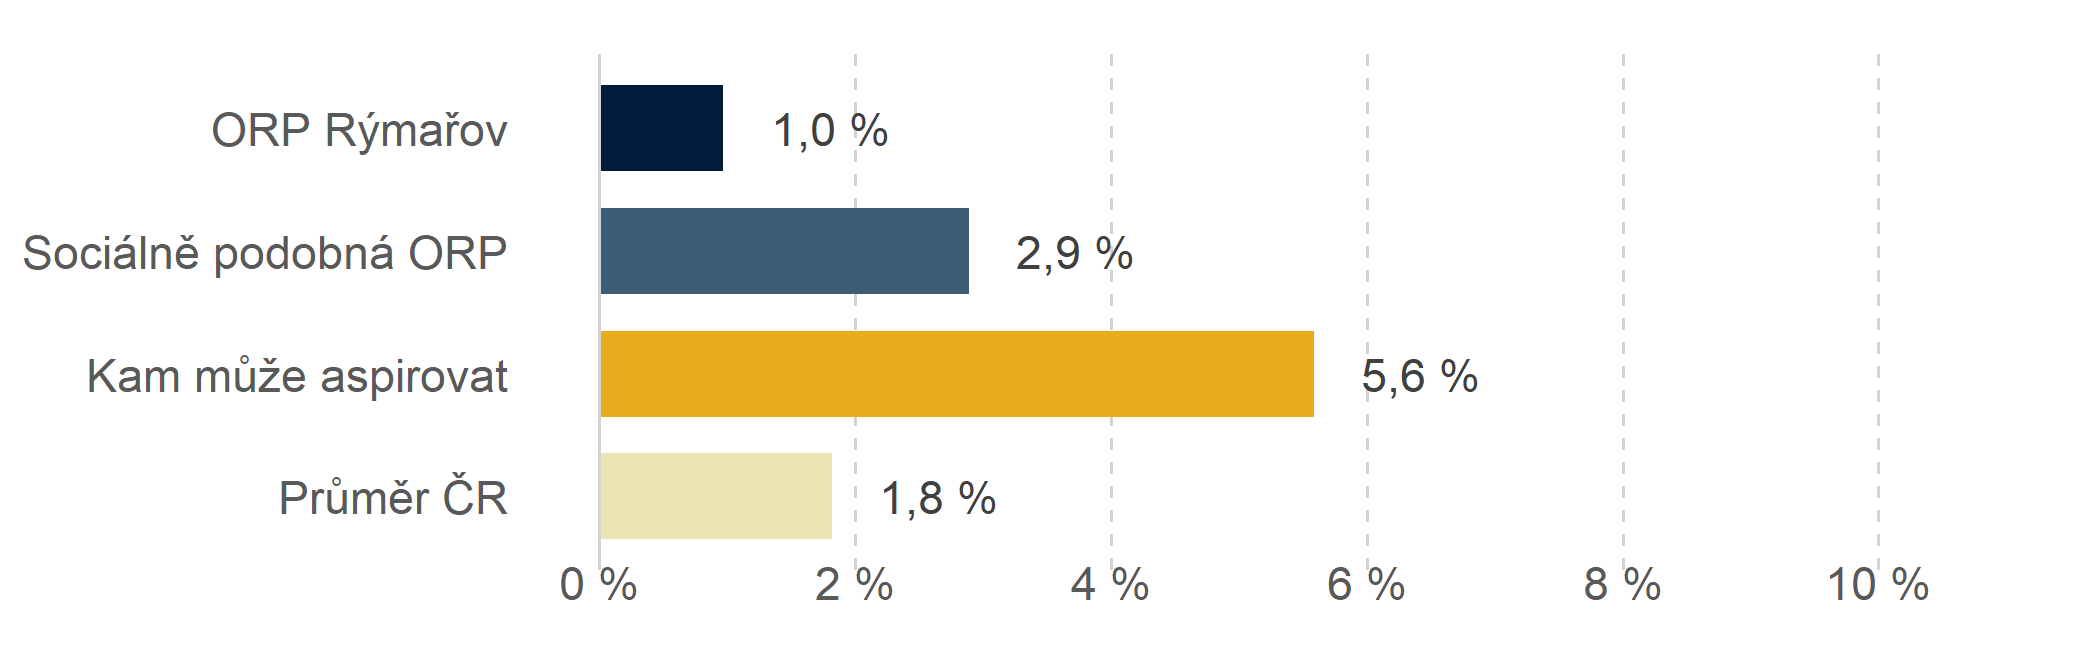 ORP Rýmařov
1,0 %
Sociálně podobná ORP
2,9 %
Kam může aspirovat
5,6 %
Průměr ČR
1,8 %
0 %
2 %
4 %
6 %
8 %
10 %